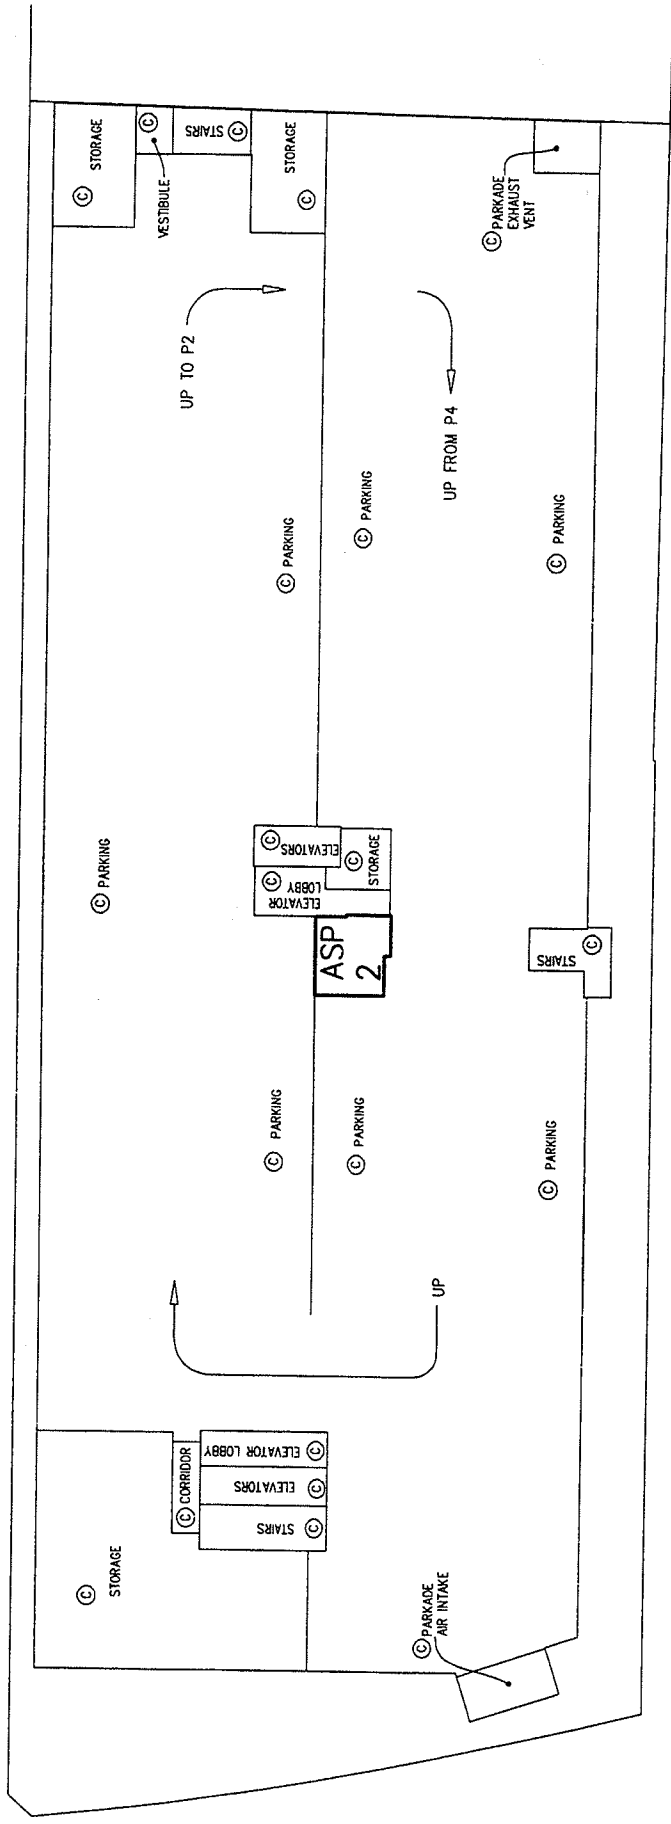 Ⓒ STORAGE
Ⓒ
VESTIBULE
STAIRS Ⓒ
STORAGE
Ⓒ
Ⓒ PARKADE
EXHAUST
VENT
UP TO P2
UP FROM P4
Ⓒ PARKING
Ⓒ PARKING
Ⓒ PARKING
Ⓒ PARKING
ELEVATORS Ⓒ
ELEVATOR
LOBBY Ⓒ
Ⓒ
STORAGE
ASP
2
STAIRS Ⓒ
Ⓒ PARKING
Ⓒ PARKING
Ⓒ PARKING
UP
Ⓒ CORRIDOR
ELEVATOR LOBBY Ⓒ
ELEVATORS Ⓒ
STAIRS Ⓒ
Ⓒ
STORAGE
Ⓒ PARKADE
AIR INTAKE